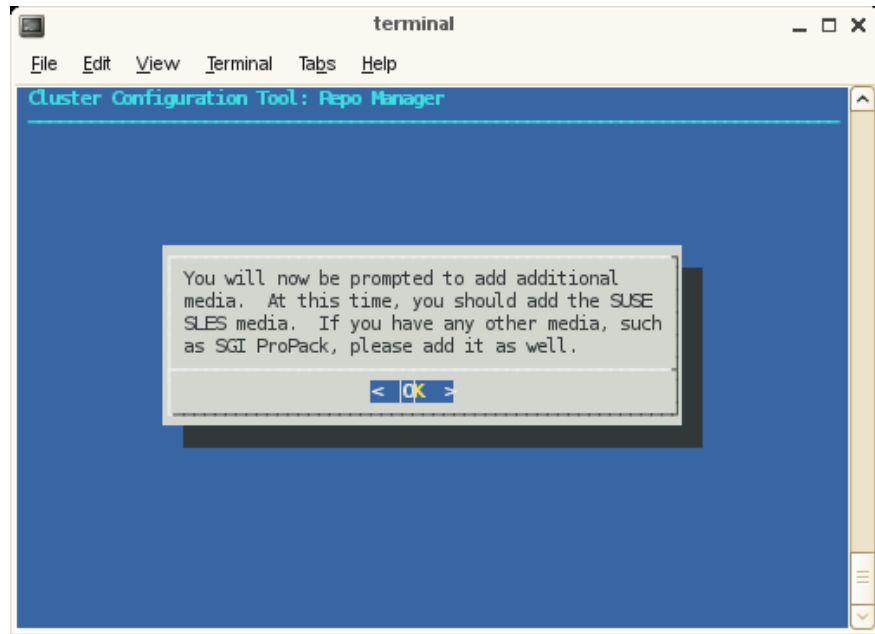 terminal
File Edit View Terminal Tabs Help
Cluster Configuration Tool: Repo Manager
You will now be prompted to add additional
media.  At this time, you should add the SUSE
SLES media.  If you have any other media, such
as SGI ProPack, please add it as well.
< OK >